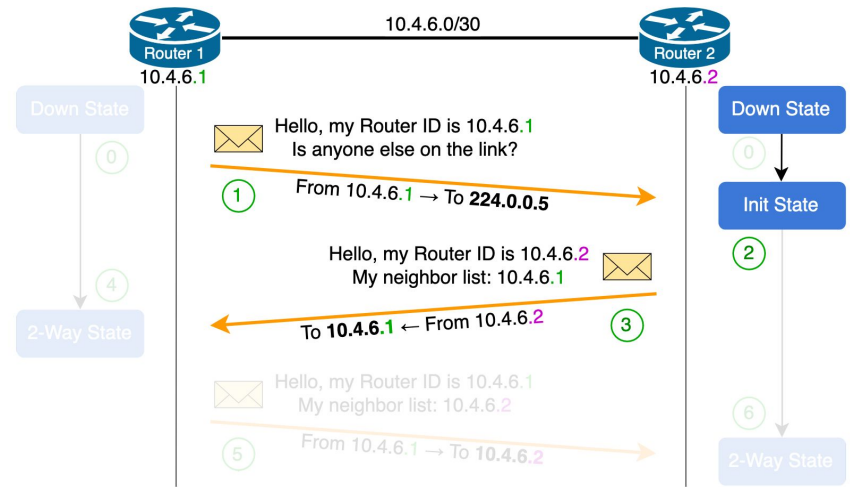 10.4.6.0/30
Router 1
Router 2
10.4.6.1
10.4.6.2
Down State
0
4
2-Way State
Hello, my Router ID is 10.4.6.1
Is anyone else on the link?
1
From 10.4.6.1 → To 224.0.0.5
Hello, my Router ID is 10.4.6.2
My neighbor list: 10.4.6.1
To 10.4.6.1 ← From 10.4.6.2
3
Hello, my Router ID is 10.4.6.1
My neighbor list: 10.4.6.2
5
From 10.4.6.1 → To 10.4.6.2
Down State
0
Init State
2
6
2-Way State